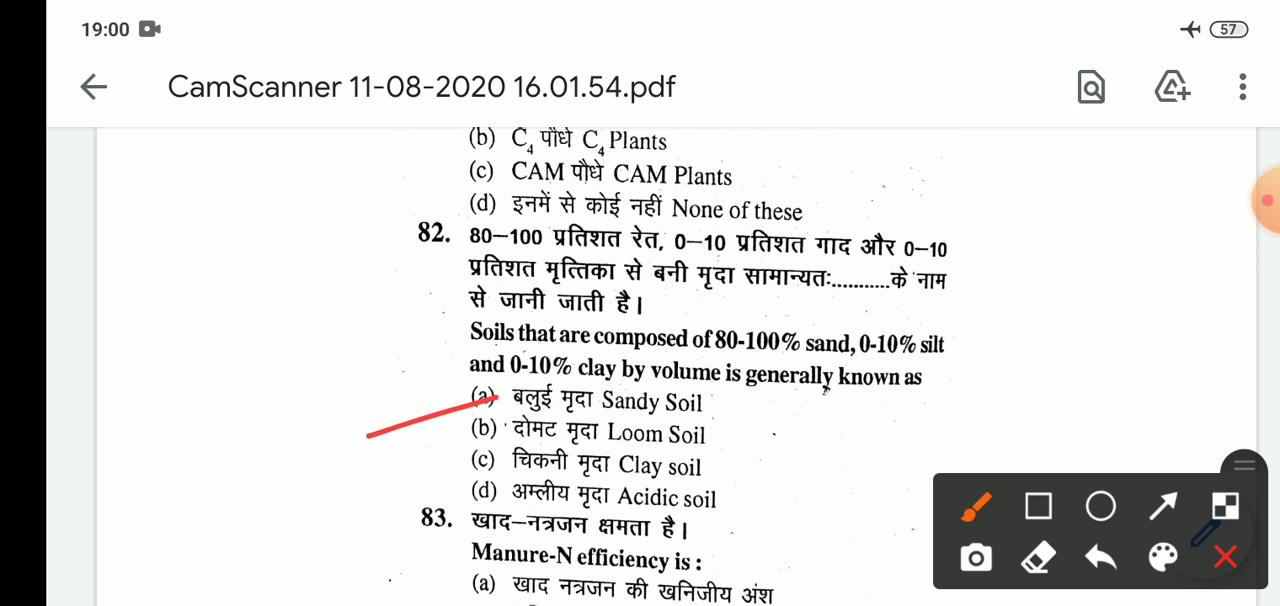 19:00
57
CamScanner 11-08-2020 16.01.54.pdf
(b) C4 पौधे C4 Plants
(c) CAM पौधे CAM Plants
(d) इनमें से कोई नहीं None of these
82. 80–100 प्रतिशत रेत, 0–10 प्रतिशत गाद और 0–10
प्रतिशत मृत्तिका से बनी मृदा सामान्यतः...........के नाम
से जानी जाती है।
Soils that are composed of 80-100% sand, 0-10% silt
and 0-10% clay by volume is generally known as
(a) बलुई मृदा Sandy Soil
(b) दोमट मृदा Loom Soil
(c) चिकनी मृदा Clay soil
(d) अम्लीय मृदा Acidic soil
83. खाद–नत्रजन क्षमता है।
Manure-N efficiency is :
(a) खाद नत्रजन की खनिजीय अंश